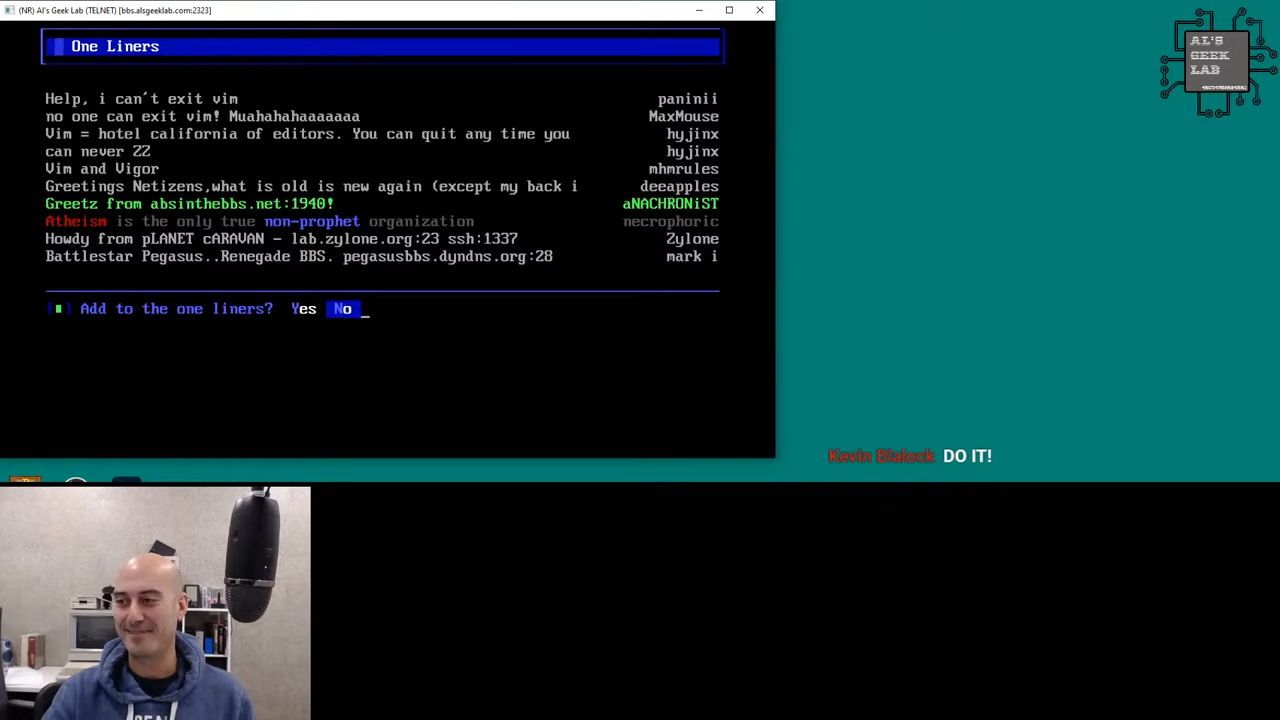 (NR) Al's Geek Lab (TELNET) [bbs.alsgeeklab.com:2323]
One Liners
Help, i can't exit vim paninii
no one can exit vim! Muahahahaaaaaaa MaxMouse
Vim = hotel california of editors. You can quit any time you hyjinx
can never ZZ hyjinx
Vim and Vigor mhmrules
Greetings Netizens,what is old is new again (except my back i deeapples
Greetz from absinthebbs.net:1940! aNACHRONiST
Atheism is the only true non-prophet organization necrophoric
Howdy from pLANET cARAVAN - lab.zylone.org:23 ssh:1337 Zylone
Battlestar Pegasus..Renegade BBS. pegasusbbs.dyndns.org:28 mark i
Add to the one liners? Yes No
AL'S
GEEK
LAB
Kevin Blalock DO IT!